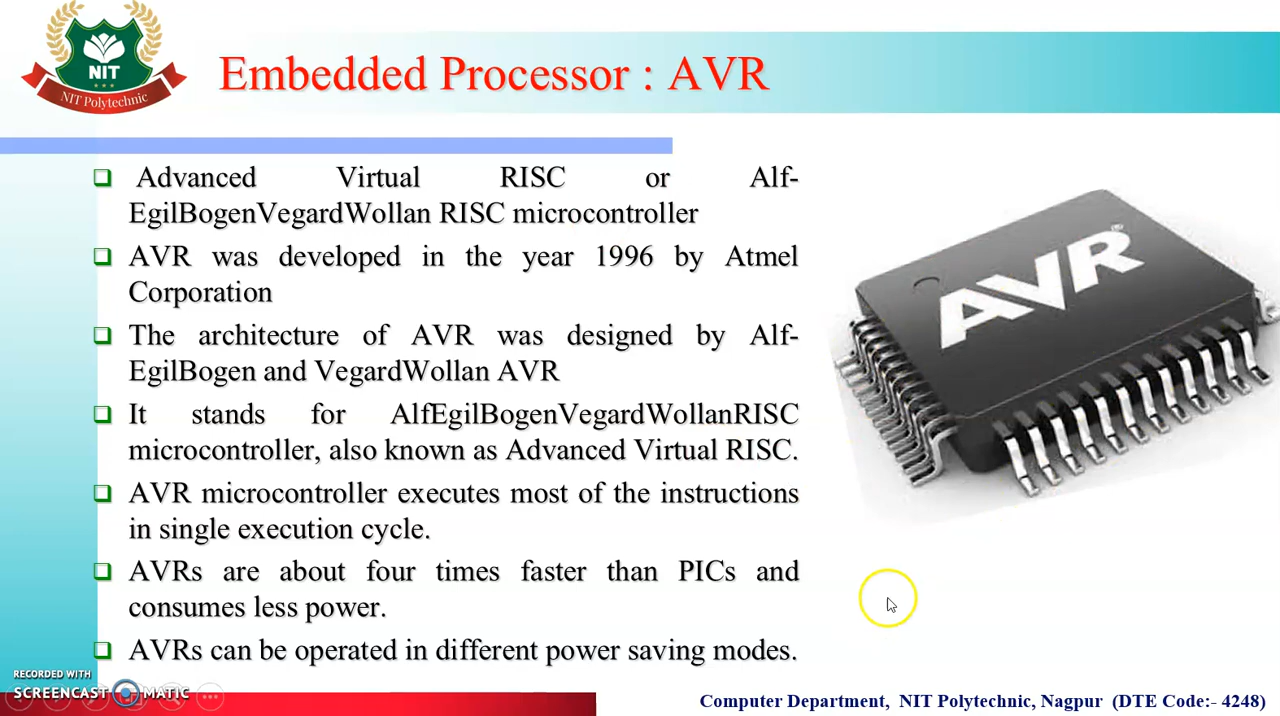 NIT
NIT Polytechnic
Embedded Processor : AVR
Advanced Virtual RISC or Alf-
EgilBogenVegardWollan RISC microcontroller
AVR was developed in the year 1996 by Atmel
Corporation
The architecture of AVR was designed by Alf-
EgilBogen and VegardWollan AVR
It stands for AlfEgilBogenVegardWollanRISC
microcontroller, also known as Advanced Virtual RISC.
AVR microcontroller executes most of the instructions
in single execution cycle.
AVRs are about four times faster than PICs and
consumes less power.
AVRs can be operated in different power saving modes.
AVR®
RECORDED WITH
SCREENCAST MATIC
Computer Department, NIT Polytechnic, Nagpur (DTE Code:- 4248)